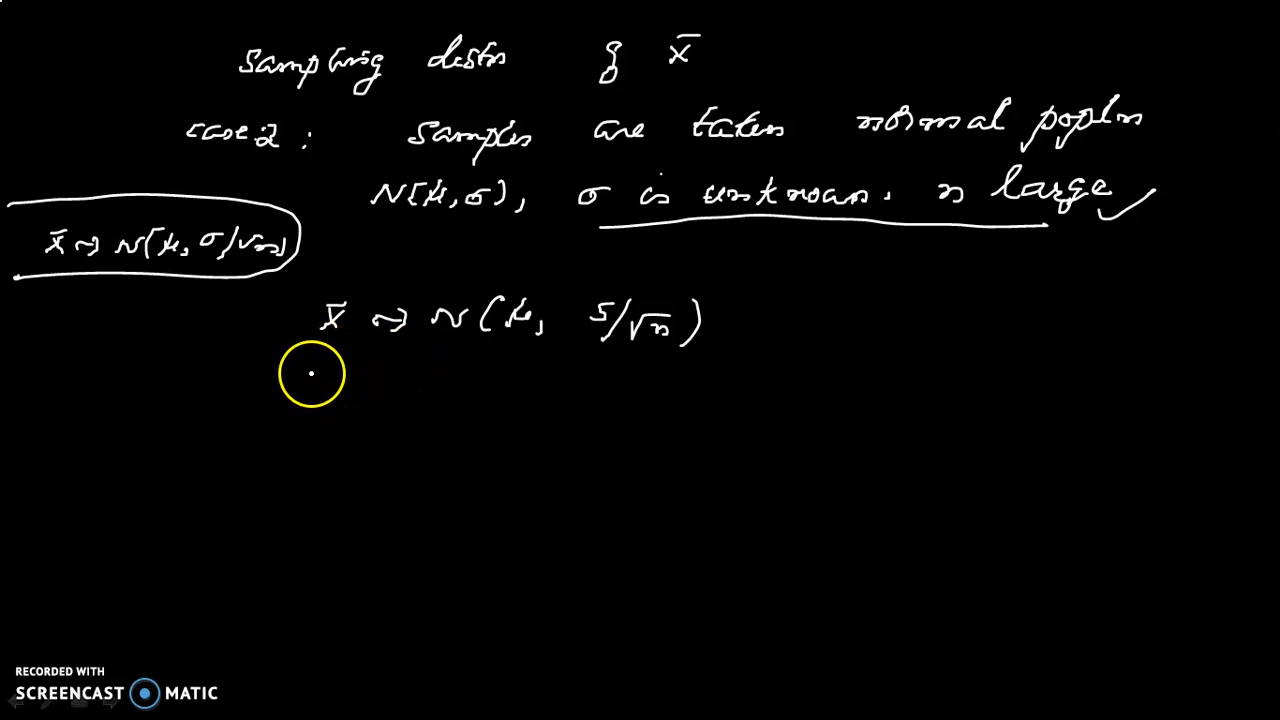 Sampling distn of x̄
case 2 : Samples are taken normal popln
N(μ, σ), σ is unknown. n large
x̄ → N(μ, σ/√n)
x̄ → N(μ, s/√n)
RECORDED WITH
SCREENCAST MATIC